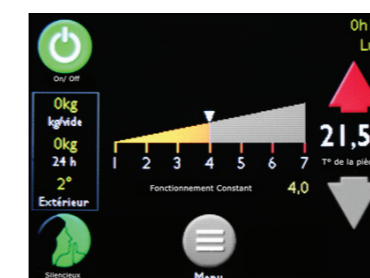 0h
On/ Off
0kg
kg/vide
0kg
24 h
2°
Extérieur
1 2 3 4 5 6 7
Fonctionnement Constant 4,0
21,5
T° de la
Silencieux
Menu